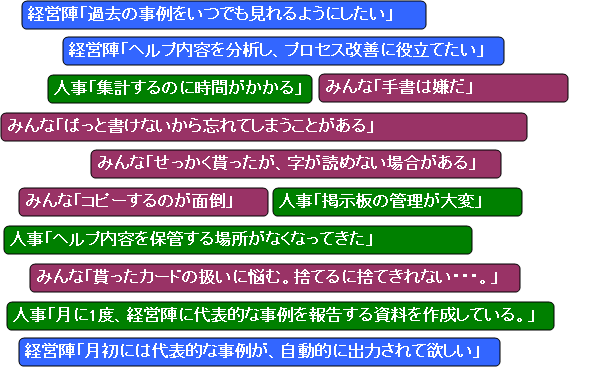 経営陣「過去の事例をいつでも見れるようにしたい」
経営陣「ヘルプ内容を分析し、プロセス改善に役立てたい」
人事「集計するのに時間がかかる」
みんな「手書は嫌だ」
みんな「ぱっと書けないから忘れてしまうことがある」
みんな「せっかく貰ったが、字が読めない場合がある」
みんな「コピーするのが面倒」
人事「掲示板の管理が大変」
人事「ヘルプ内容を保管する場所がなくなってきた」
みんな「貰ったカードの扱いに悩む。捨てるに捨てきれない・・・。」
人事「月に1度、経営陣に代表的な事例を報告する資料を作成している。」
経営陣「月初には代表的な事例が、自動的に出力されて欲しい」